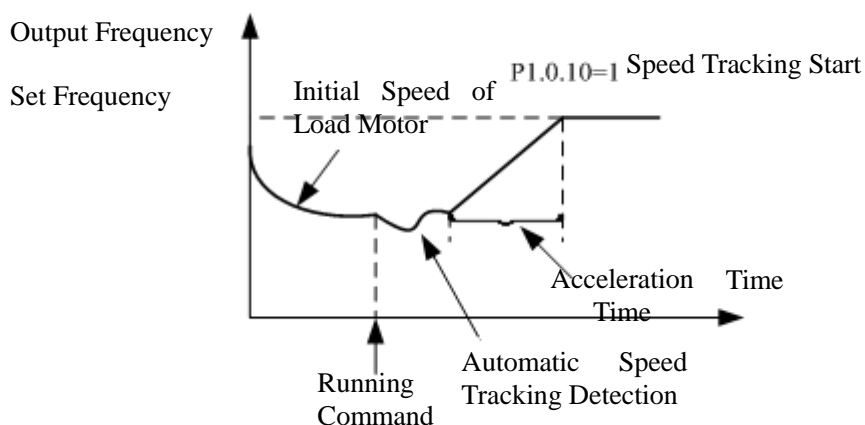 Output Frequency
P1.0.10=1 Speed Tracking Start
Set Frequency
Initial Speed of
Load Motor
Acceleration Time
Time
Automatic Speed
Tracking Detection
Running
Command